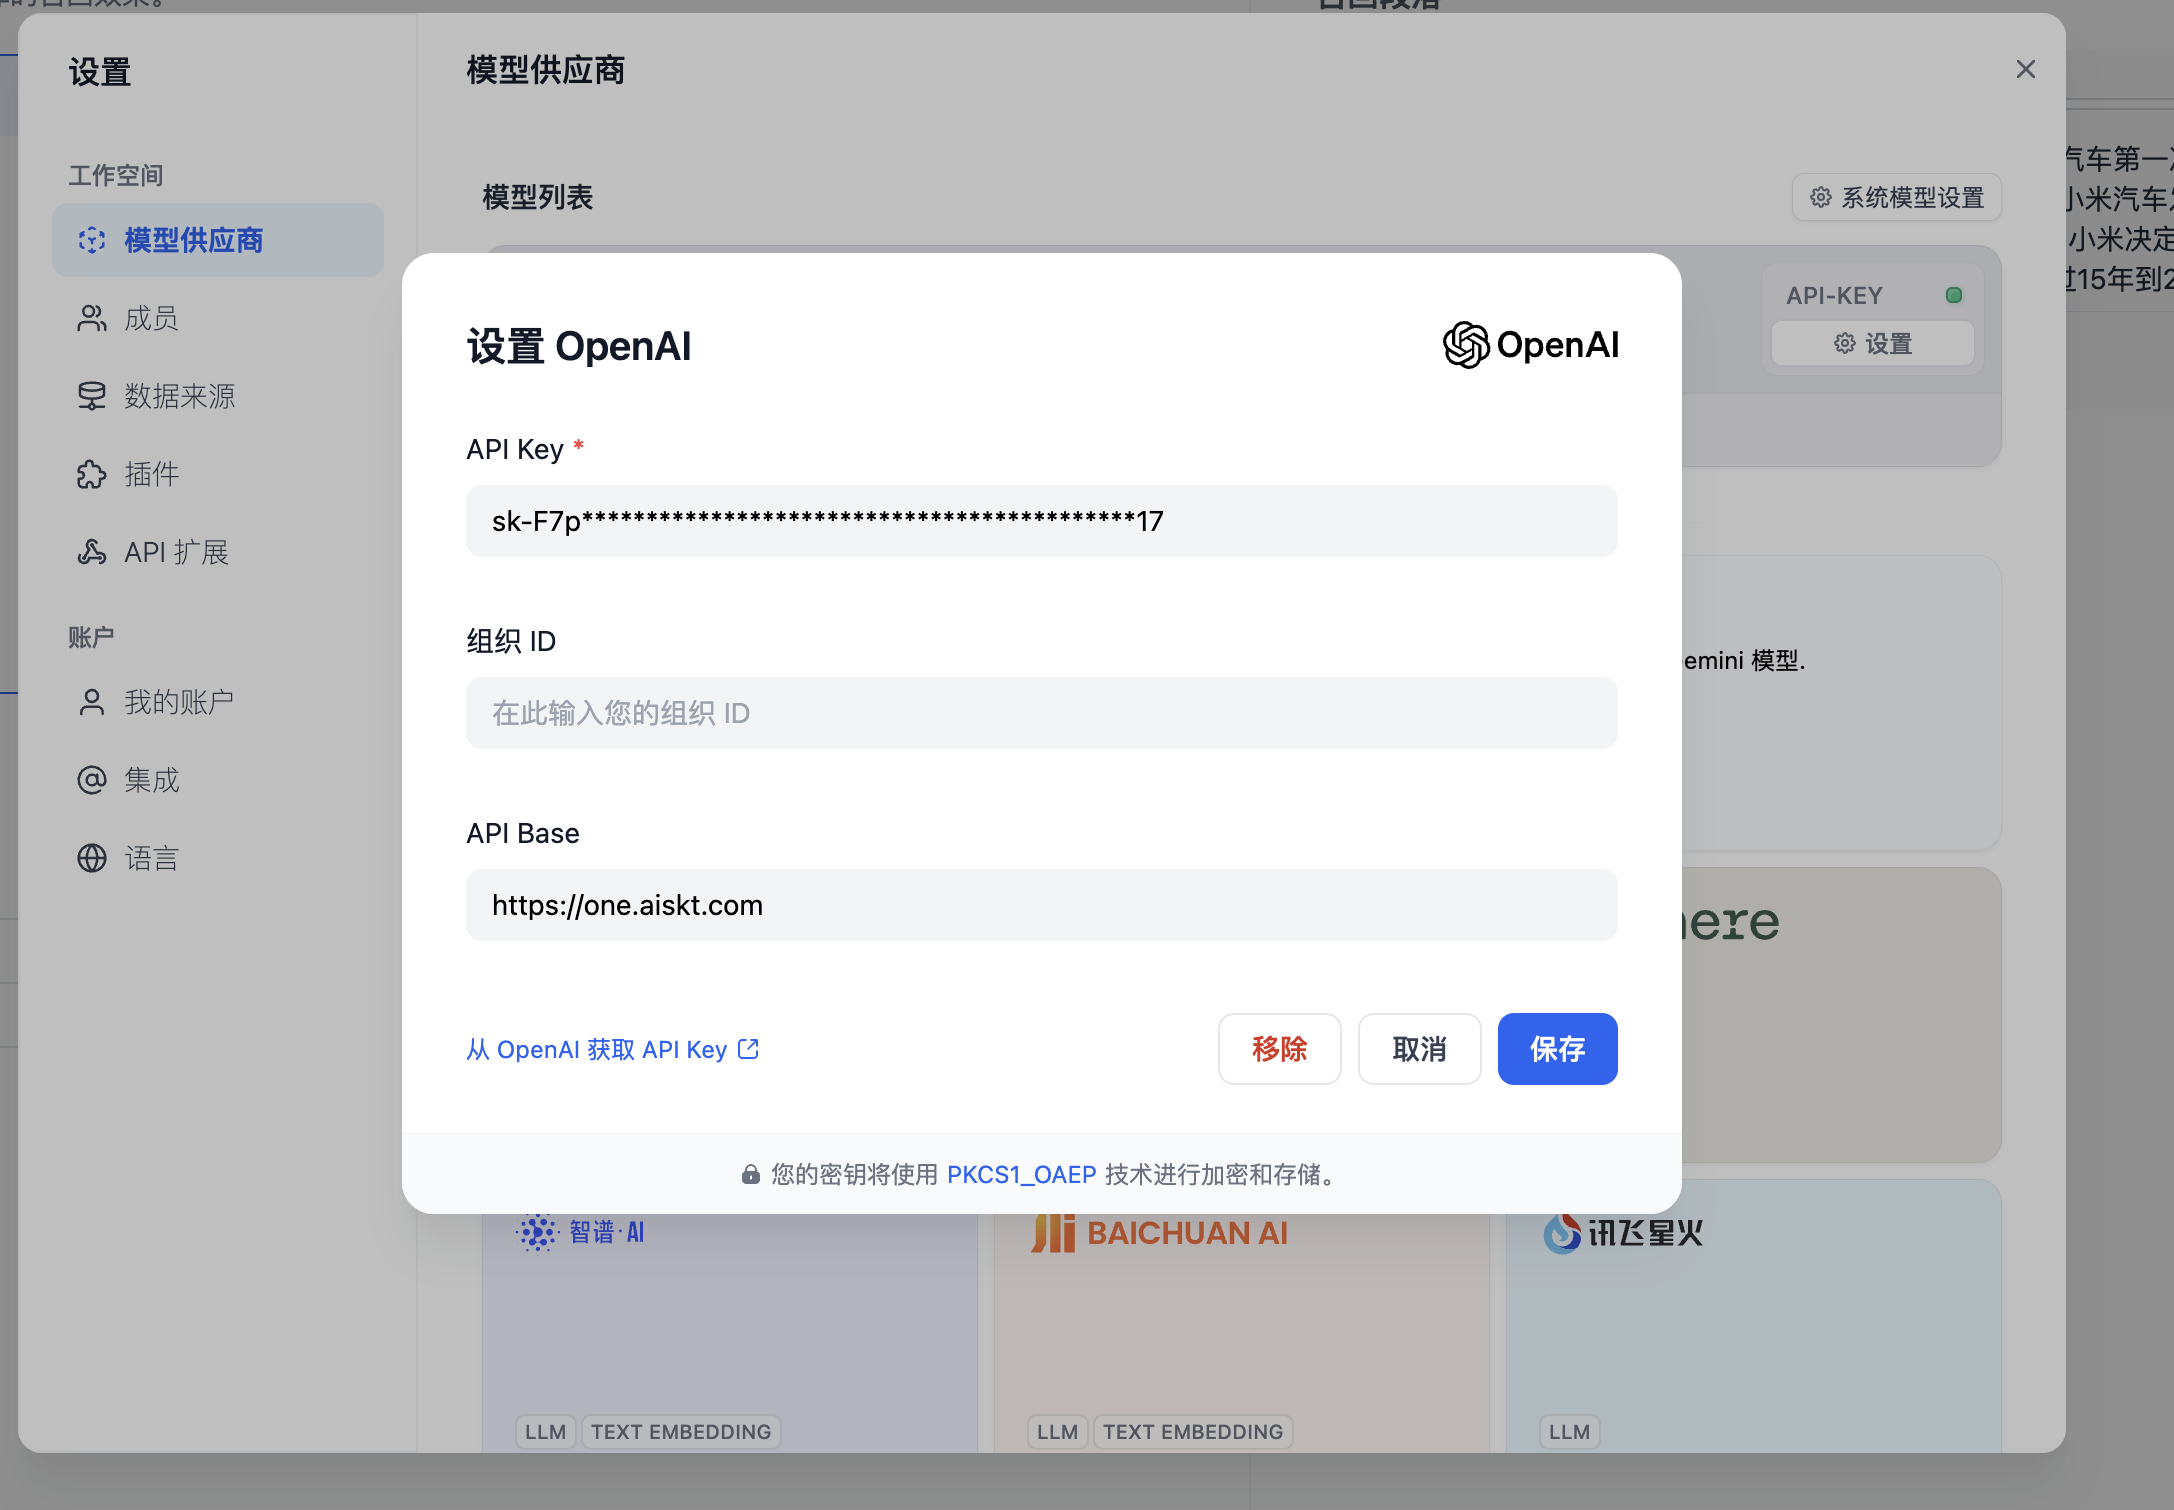 召回段落
设置
模型供应商
工作空间
模型供应商
成员
数据来源
插件
API 扩展
账户
我的账户
集成
语言
模型列表
系统模型设置
API-KEY
设置
设置 OpenAI
OpenAI
API Key *
sk-F7p*******************************************17
组织 ID
在此输入您的组织 ID
API Base
https://one.aiskt.com
从 OpenAI 获取 API Key
移除
取消
保存
您的密钥将使用 PKCS1_OAEP 技术进行加密和存储。
emini 模型.
ere
智谱·AI
BAICHUAN AI
讯飞星火
LLM
TEXT EMBEDDING
LLM
TEXT EMBEDDING
LLM
汽车第一
小米汽车
小米决定
过15年到2